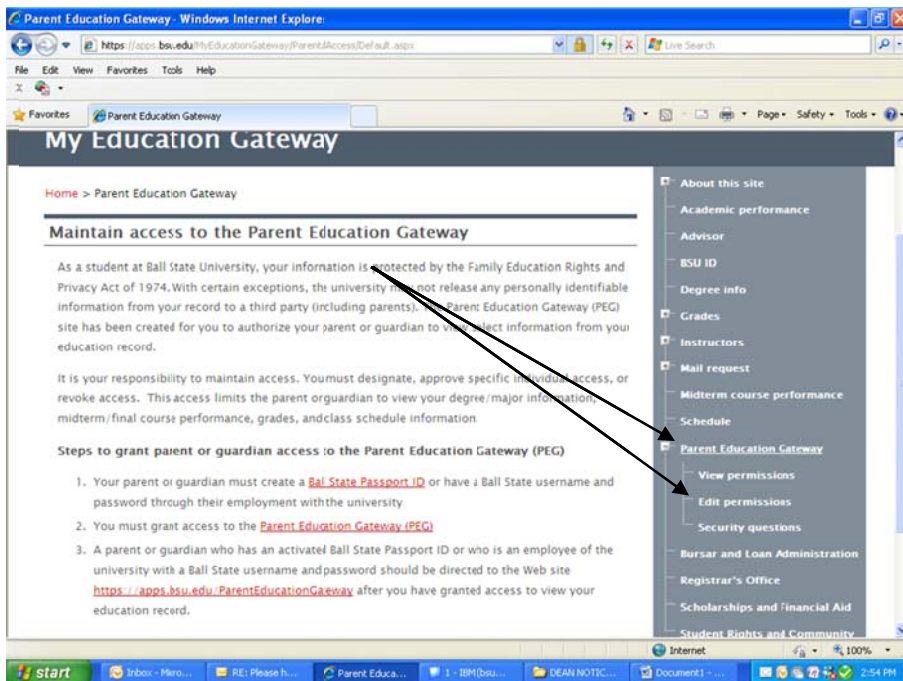 Parent Education Gateway - Windows Internet Explorer
https://apps.bsu.edu/MyEducationGateway/ParentalAccess/Default.aspx
Live Search
File Edit View Favorites Tools Help
X
Favorites
Parent Education Gateway
Page Safety Tools
My Education Gateway
Home > Parent Education Gateway
Maintain access to the Parent Education Gateway
As a student at Ball State University, your information is protected by the Family Education Rights and
Privacy Act of 1974. With certain exceptions, the university may not release any personally identifiable
information from your record to a third party (including parents). The Parent Education Gateway (PEG)
site has been created for you to authorize your parent or guardian to view select information from your
education record.
It is your responsibility to maintain access. You must designate, approve specific individual access, or
revoke access. This access limits the parent or guardian to view your degree/major information,
midterm/final course performance, grades, and class schedule information
Steps to grant parent or guardian access to the Parent Education Gateway (PEG)
1. Your parent or guardian must create a Bal State Passport ID or have a Ball State username and
password through their employment with the university
2. You must grant access to the Parent Education Gateway (PEG)
3. A parent or guardian who has an activated Ball State Passport ID or who is an employee of the
university with a Ball State username and password should be directed to the Web site
https://apps.bsu.edu/ParentEducationGateway after you have granted access to view your
education record.
About this site
Academic performance
Advisor
BSU ID
Degree info
Grades
Instructors
Mail request
Midterm course performance
Schedule
Parent Education Gateway
View permissions
Edit permissions
Security questions
Bursar and Loan Administration
Registrar's Office
Scholarships and Financial Aid
Student Rights and Community
Internet
100%
start
Inbox - Micro...
RE: Please h...
Parent Educa...
1 - IBM(bsu...
DEAN NOTIC...
Document1 - ...
2:54 PM